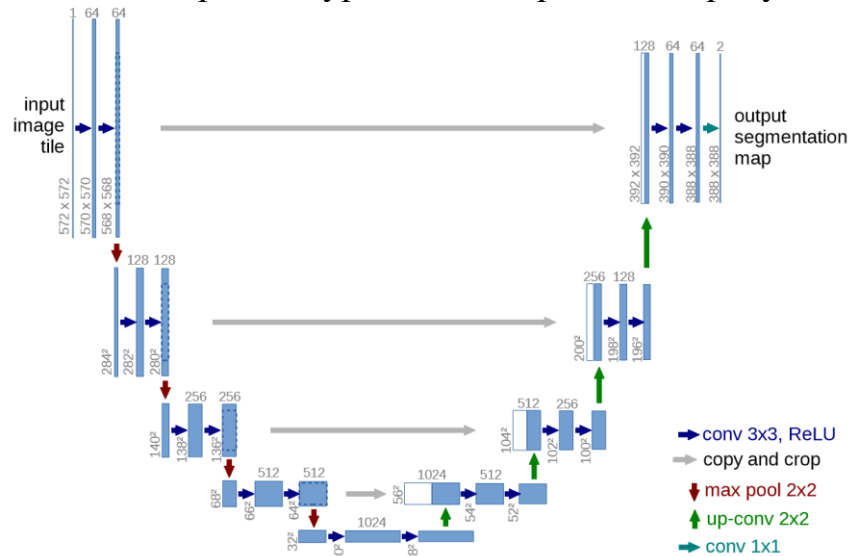 1 64 64
input
image
tile
572 x 572
570 x 570
568 x 568
128 64 64 2
output
segmentation
map
392 x 392
390 x 390
388 x 388
388 x 388
128 128
284²
282²
280²
256 128
200²
198²
196²
256 256
140²
138²
136²
512 256
104²
102²
100²
512 512
68²
66²
64²
1024 512
56²
54²
52²
1024
32²
0²
8²
conv 3x3, ReLU
copy and crop
max pool 2x2
up-conv 2x2
conv 1x1